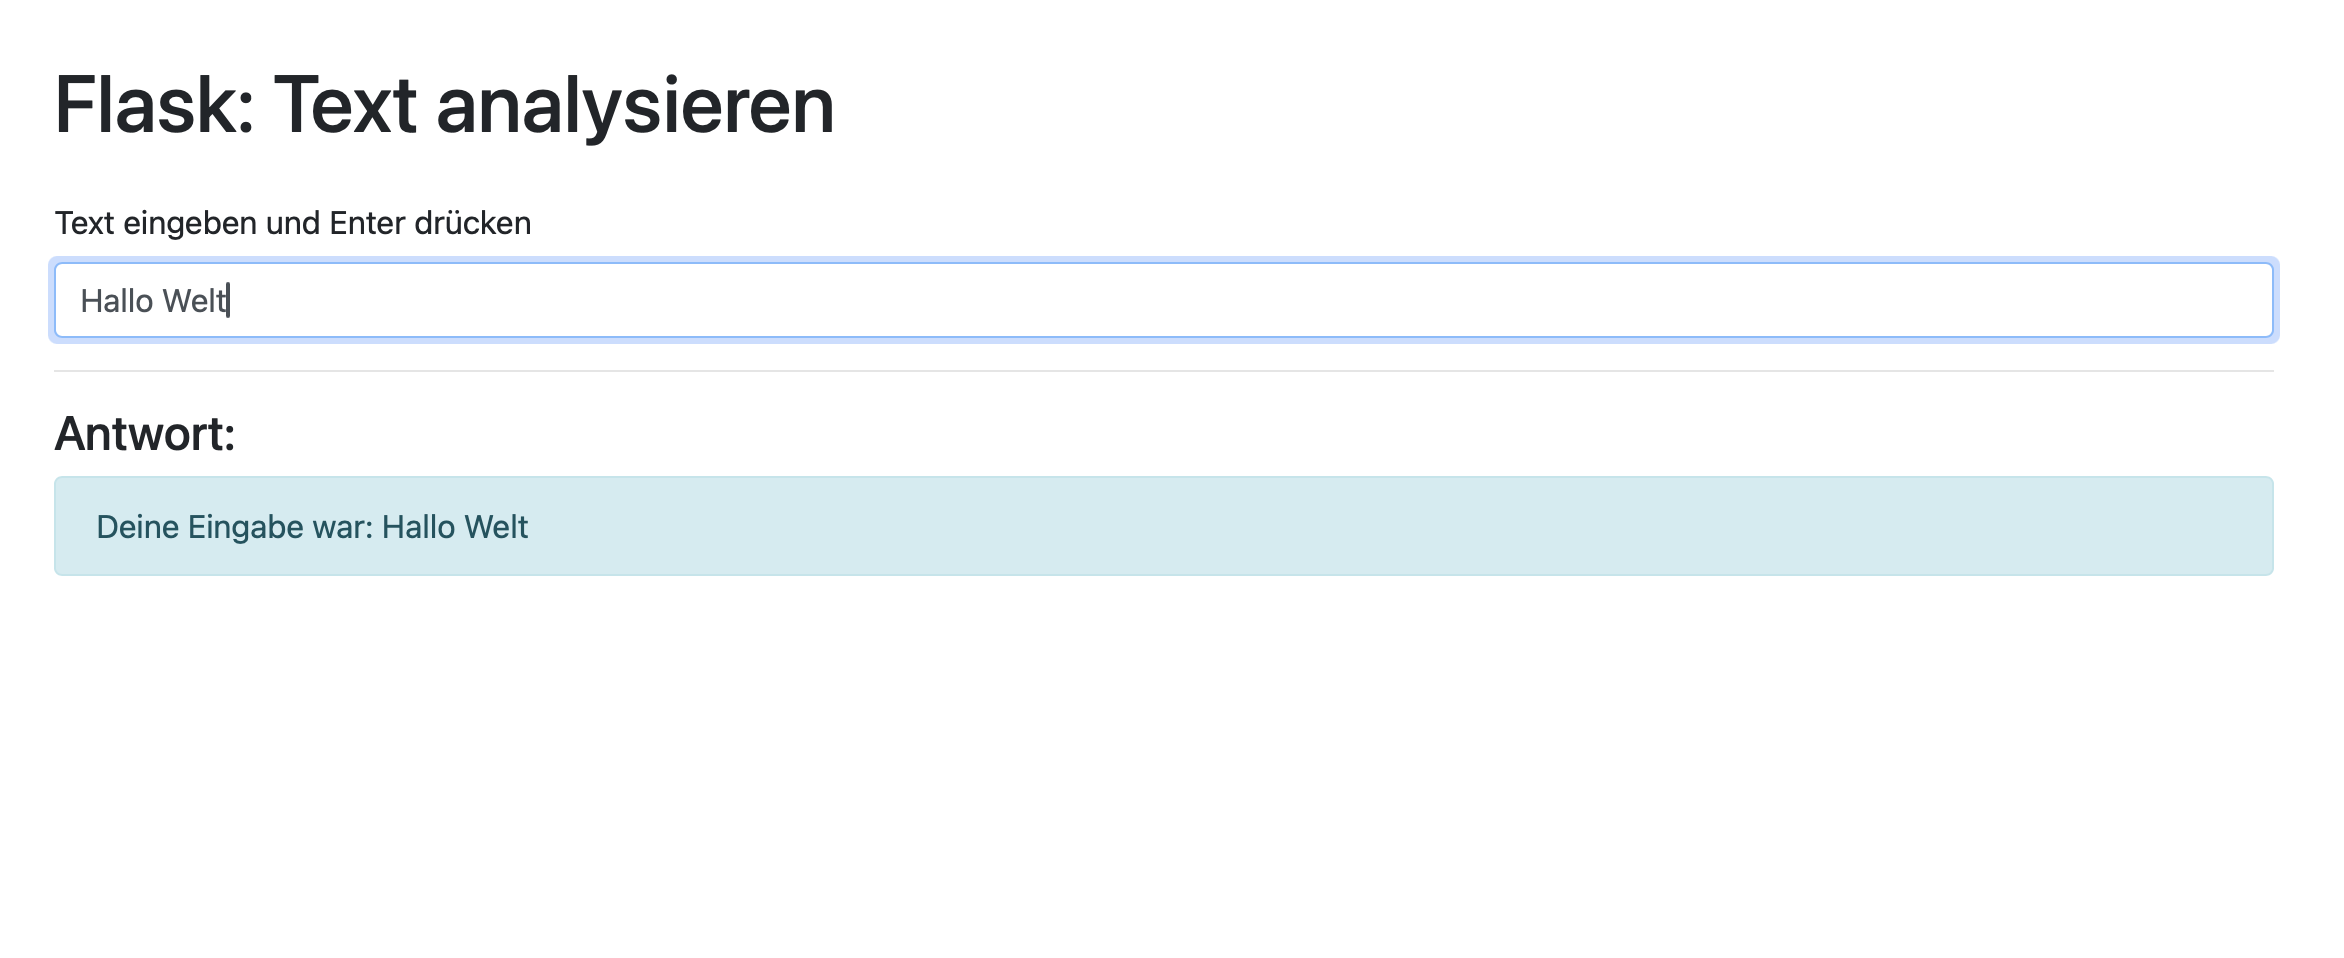 Flask: Text analysieren
Text eingeben und Enter drücken
Hallo Welt
Antwort:
Deine Eingabe war: Hallo Welt